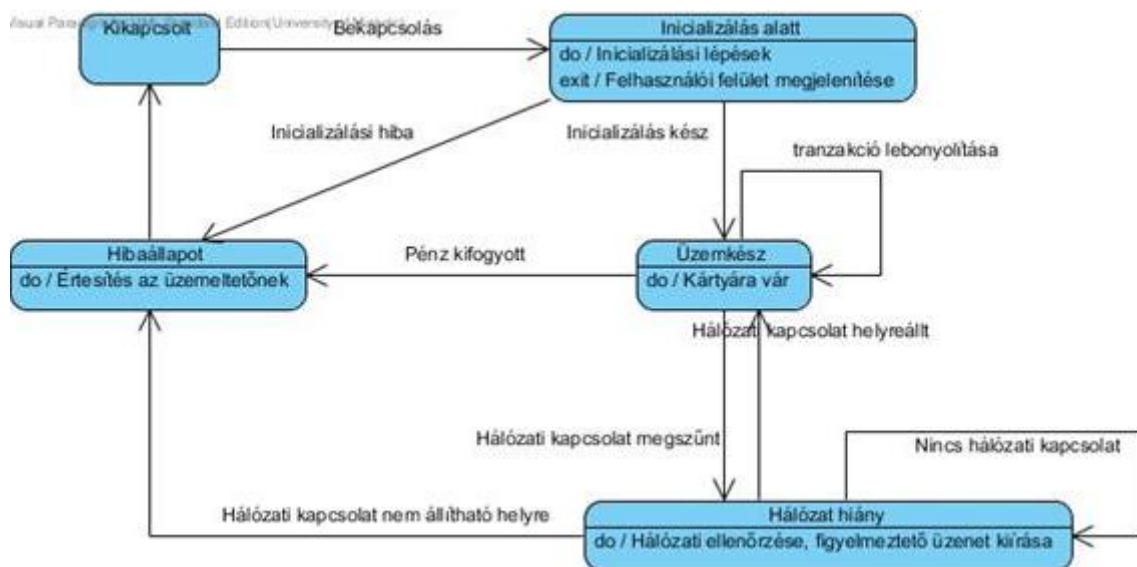 Kikapcsolt
Bekapcsolás
Inicializálás alatt
do / Inicializálási lépések
exit / Felhasználói felület megjelenítése
Inicializálási hiba
Inicializálás kész
tranzakció lebonyolítása
Hibaállapot
do / Értesítés az üzemeltetőnek
Pénz kifogyott
Üzemkész
do / Kártyára vár
Hálózati kapcsolat helyreállt
Hálózati kapcsolat megszűnt
Nincs hálózati kapcsolat
Hálózati kapcsolat nem állítható helyre
Hálózat hiány
do / Hálózati ellenőrzése, figyelmeztető üzenet kiírása